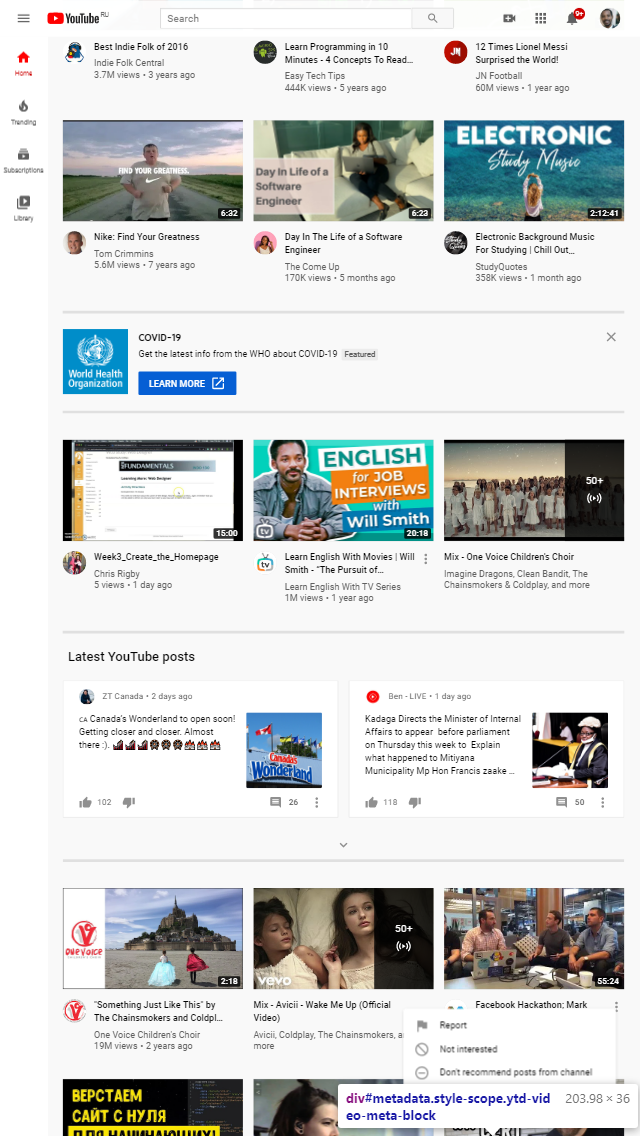 YouTube RU
Search
9+
Home
Trending
Subscriptions
Library
Best Indie Folk of 2016
Indie Folk Central
3.7M views • 3 years ago
Learn Programming in 10
Minutes - 4 Concepts To Read...
Easy Tech Tips
444K views • 5 years ago
JN
12 Times Lionel Messi
Surprised the World!
JN Football
60M views • 1 year ago
FIND YOUR GREATNESS.
6:32
Nike: Find Your Greatness
Tom Crimmins
5.6M views • 7 years ago
Day In Life of a
Software
Engineer
6:23
Day In The Life of a Software
Engineer
The Come Up
170K views • 5 months ago
ELECTRONIC
Study Music
2:12:41
Electronic Background Music
For Studying | Chill Out...
StudyQuotes
358K views • 1 month ago
World Health
Organization
COVID-19
Get the latest info from the WHO about COVID-19 Featured
LEARN MORE
FUNDAMENTALS
15:00
Week3_Create_the_Homepage
Chris Rigby
5 views • 1 day ago
ENGLISH
for JOB
INTERVIEWS
with
Will Smith
tv
20:18
tv
Learn English With Movies | Will
Smith - "The Pursuit of...
Learn English With TV Series
1M views • 1 year ago
50+
Mix - One Voice Children's Choir
Imagine Dragons, Clean Bandit, The
Chainsmokers & Coldplay, and more
Latest YouTube posts
ZT Canada • 2 days ago
CA Canada's Wonderland to open soon!
Getting closer and closer. Almost
there :).
Canada's
Wonderland
102
26
Ben - LIVE • 1 day ago
Kadaga Directs the Minister of Internal
Affairs to appear before parliament
on Thursday this week to Explain
what happened to Mitiyana
Municipality Mp Hon Francis zaake ...
118
50
One Voice
2:18
"Something Just Like This" by
The Chainsmokers and Coldpl...
One Voice Children's Choir
19M views • 2 years ago
vevo
50+
Mix - Avicii - Wake Me Up (Official
Video)
Avicii, Coldplay, The Chainsmokers, a
more
55:24
Facebook Hackathon; Mark
Report
Not interested
Don't recommend posts from channel
div#metadata.style-scope.ytd-vid
eo-meta-block
203.98 × 36
ВЕРСТАЕМ
САЙТ С НУЛЯ
ДЛЯ НАЧИНАЮЩИХ!